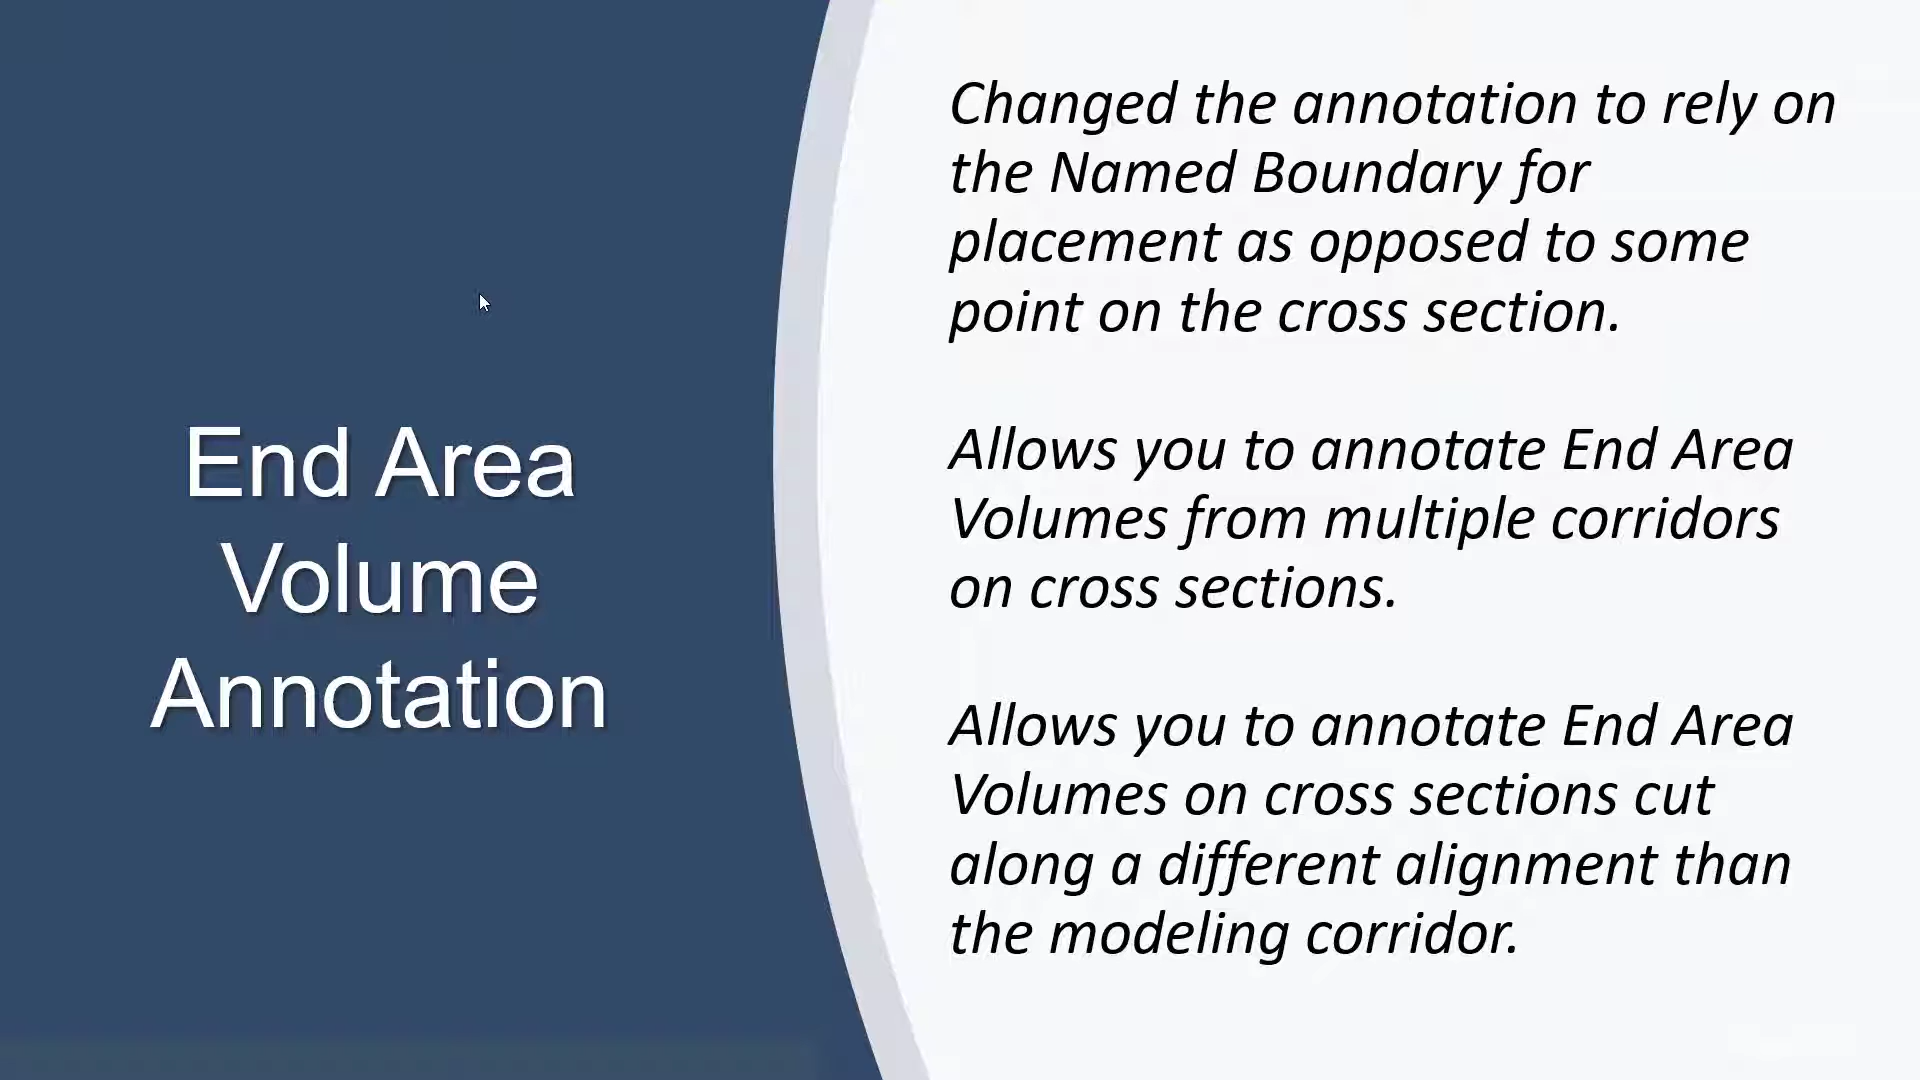 End Area
Volume
Annotation
Changed the annotation to rely on
the Named Boundary for
placement as opposed to some
point on the cross section.
Allows you to annotate End Area
Volumes from multiple corridors
on cross sections.
Allows you to annotate End Area
Volumes on cross sections cut
along a different alignment than
the modeling corridor.